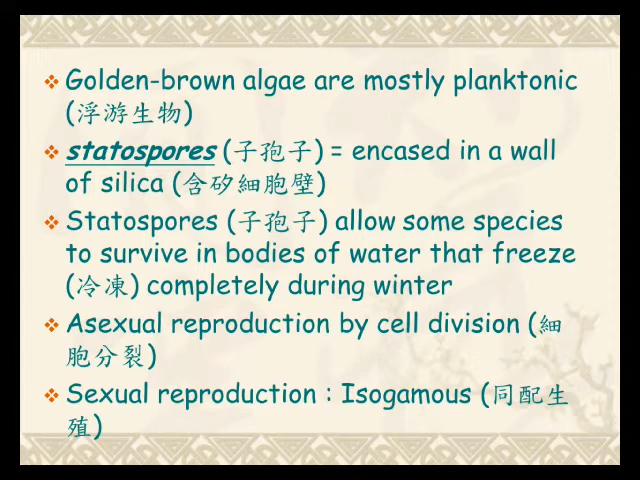 Golden-brown algae are mostly planktonic
(浮游生物)
statospores (子孢子) = encased in a wall
of silica (含矽細胞壁)
Statospores (子孢子) allow some species
to survive in bodies of water that freeze
(冷凍) completely during winter
Asexual reproduction by cell division (細
胞分裂)
Sexual reproduction : Isogamous (同配生
殖)